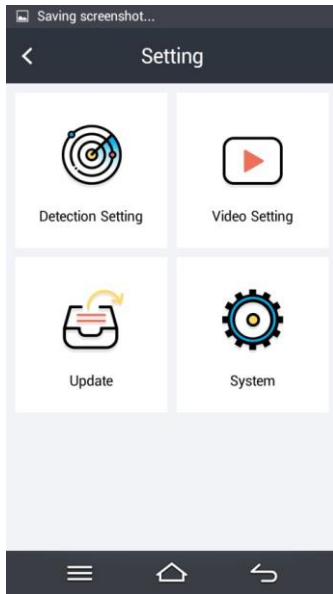 Saving screenshot...
Setting
Detection Setting
Video Setting
Update
System